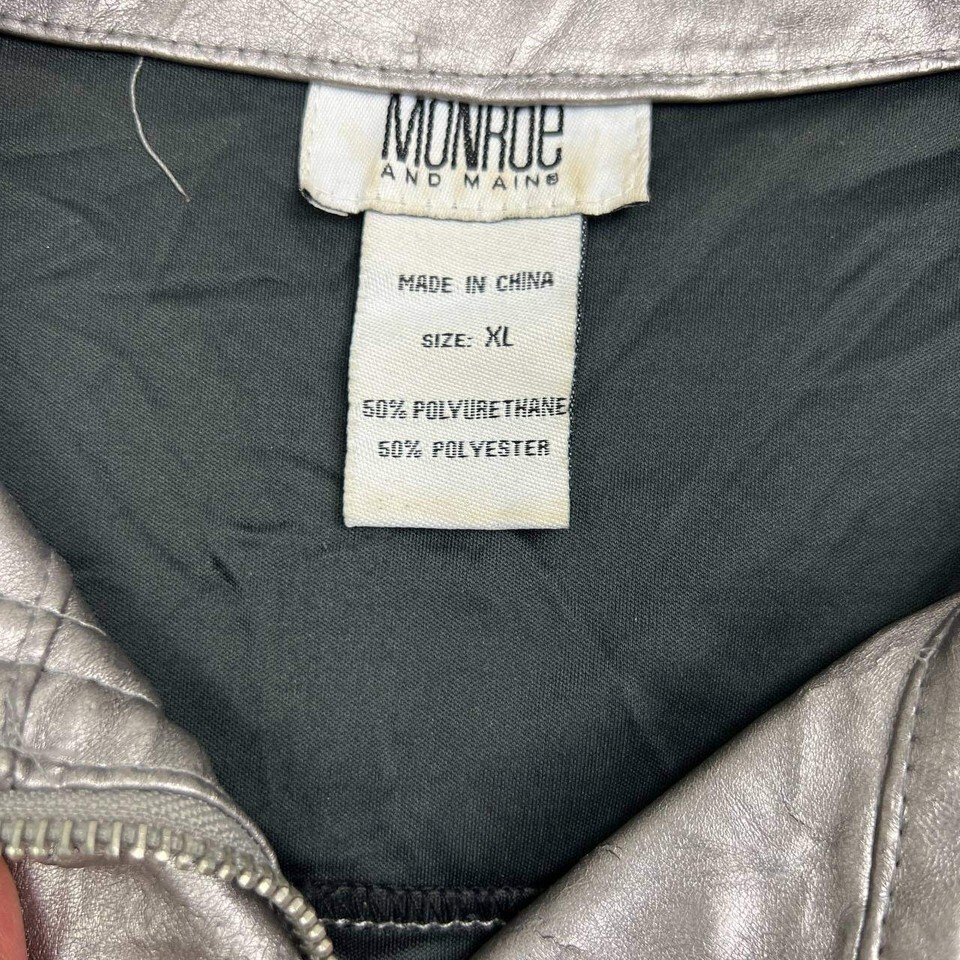 MONROE
AND MAIN®
MADE IN CHINA
SIZE: XL
50% POLYURETHANE
50% POLYESTER